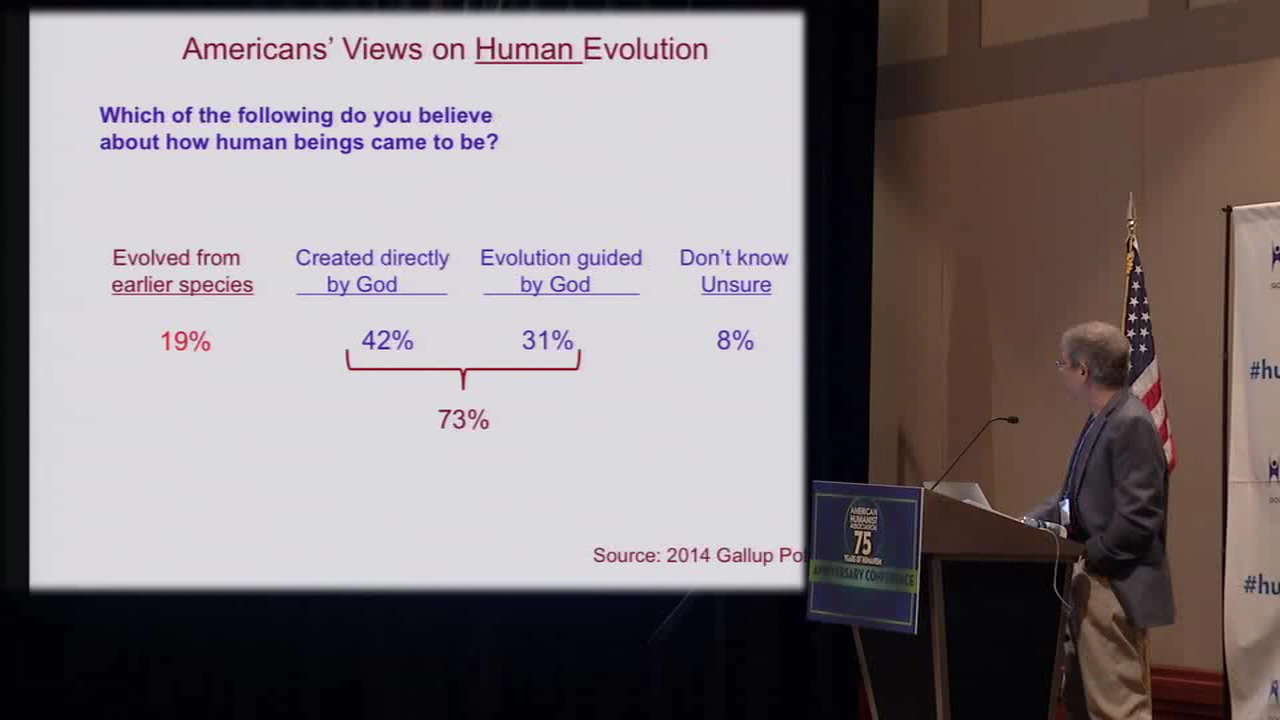 Americans' Views on Human Evolution
Which of the following do you believe
about how human beings came to be?
Evolved from
earlier species
Created directly
by God
Evolution guided
by God
Don't know
Unsure
19%
42%
31%
8%
73%
Source: 2014 Gallup Po
AMERICAN
HUMANIST
ASSOCIATION
75
YEARS OF HUMANISM
ANNIVERSARY CONFERENCE
#hu
#hu